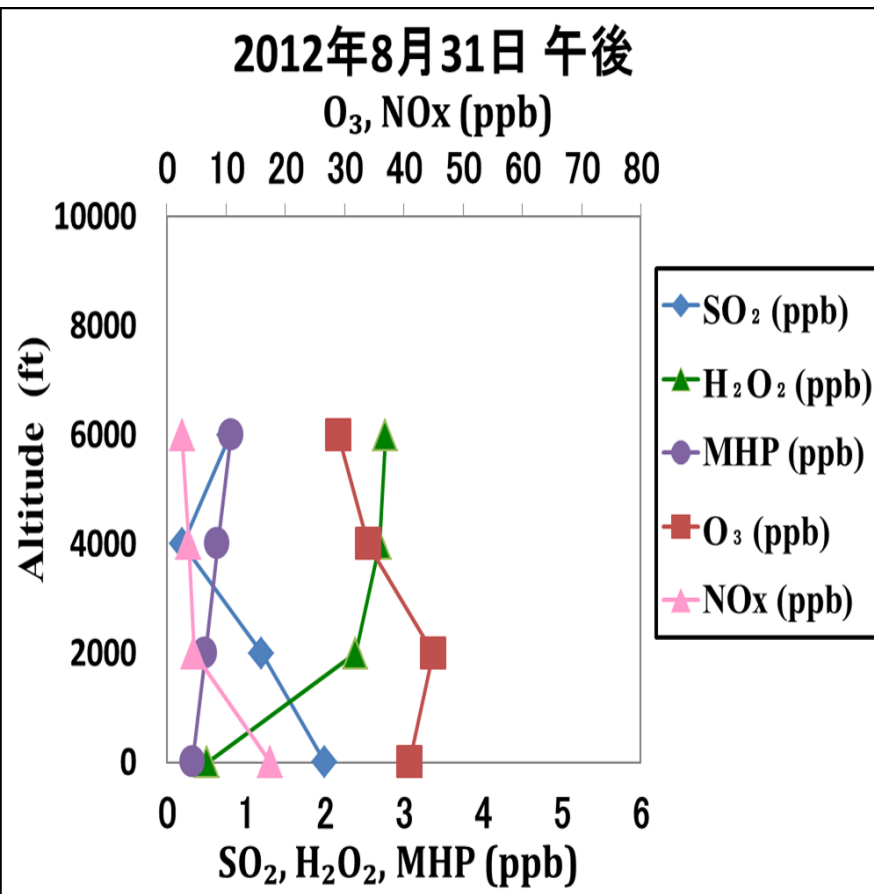 2012年8月31日 午後
O₃, NOx (ppb)
0 10 20 30 40 50 60 70 80
10000
8000
6000
4000
2000
0
Altitude (ft)
0 1 2 3 4 5 6
SO₂, H₂O₂, MHP (ppb)
SO₂ (ppb)
H₂O₂ (ppb)
MHP (ppb)
O₃ (ppb)
NOx (ppb)